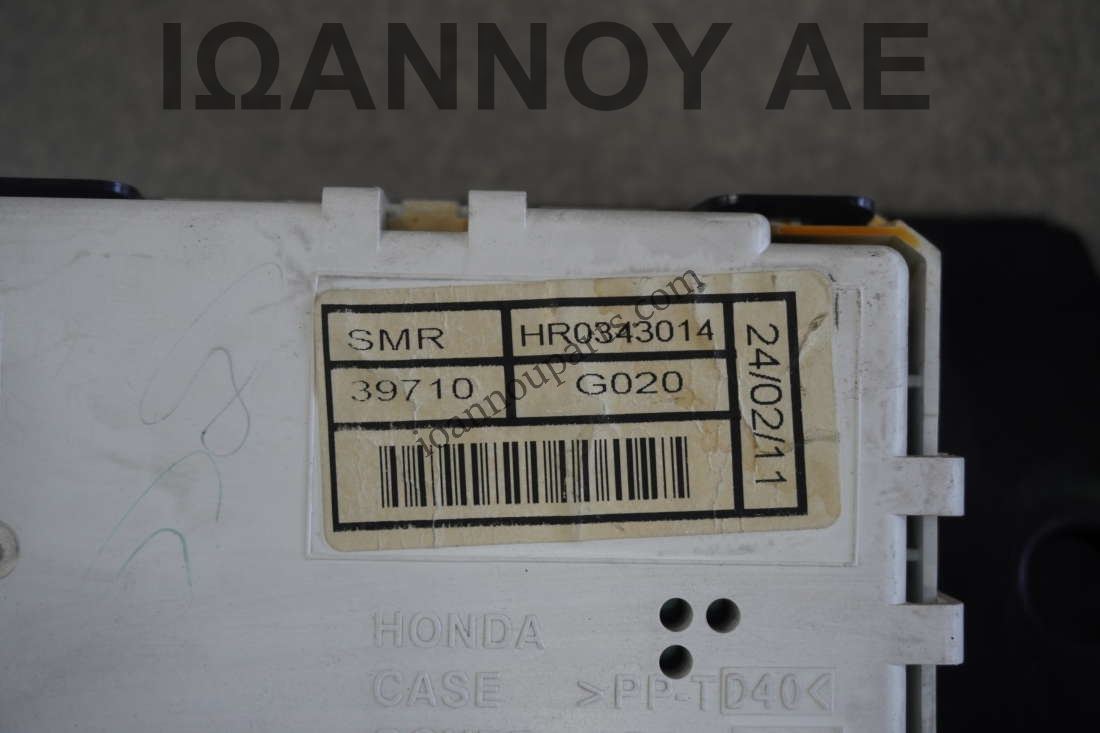 ΙΩΑΝΝΟΥ ΑΕ
SMR
HR0343014
39710
G020
24/02/11
ioannouparts.com
HONDA
CASE >PP-TD40<